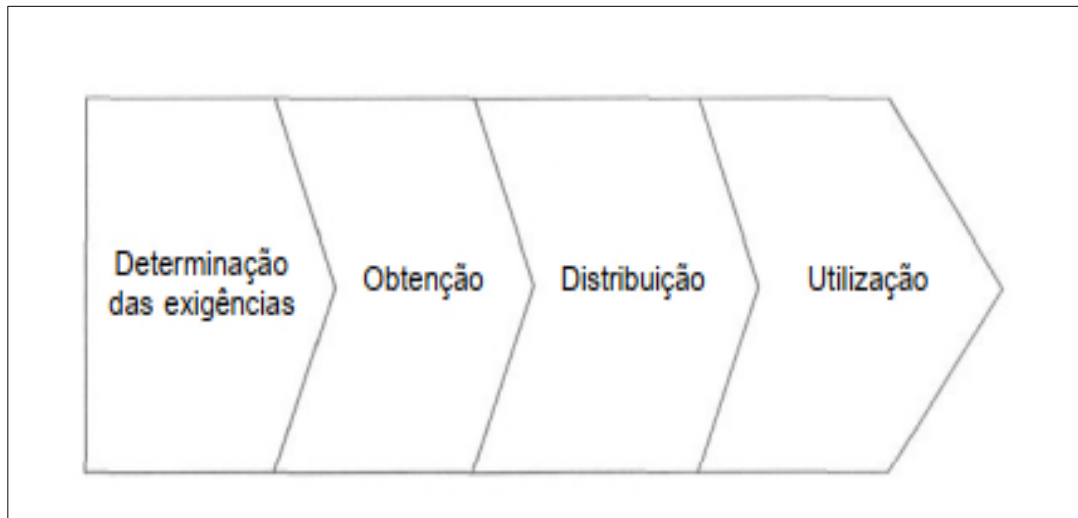 Determinação
das exigências
Obtenção
Distribuição
Utilização